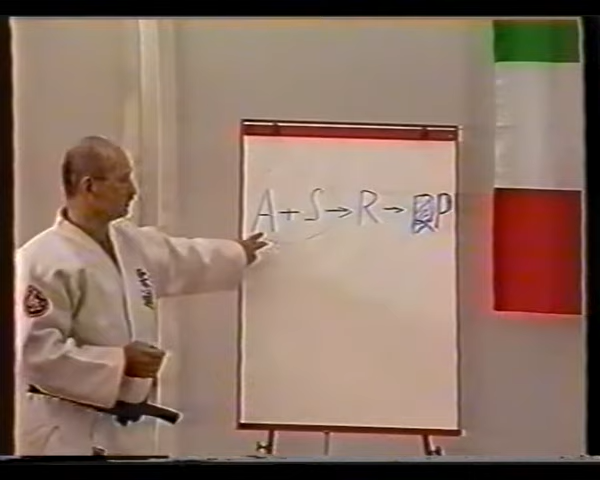 A + S → R → P